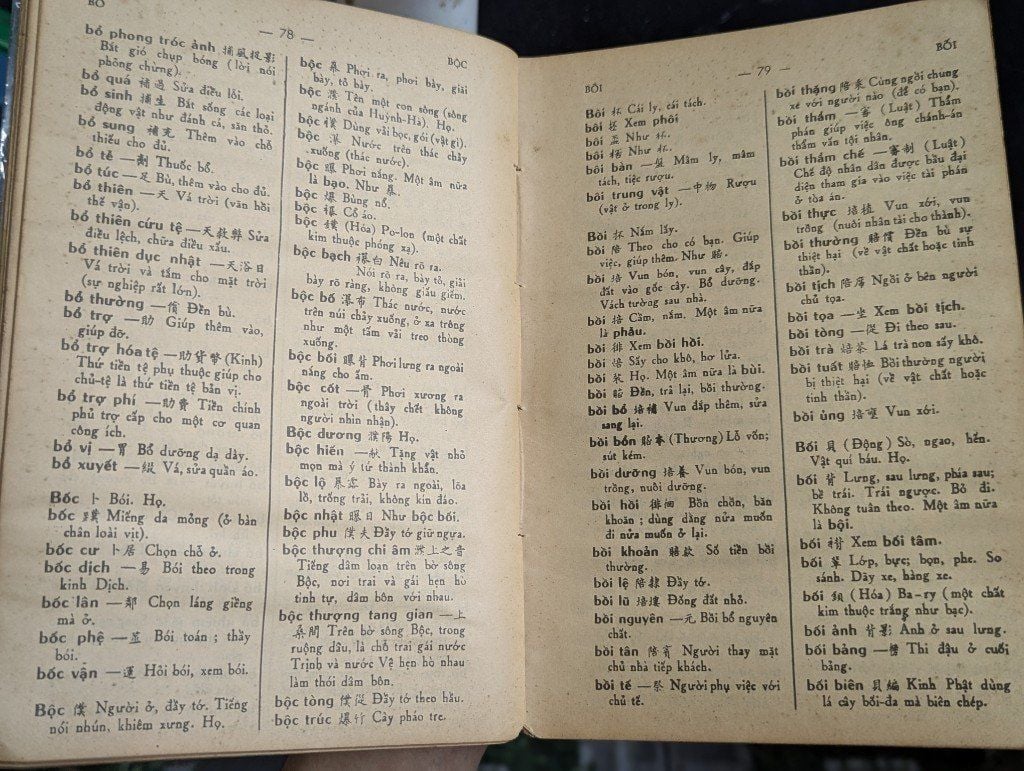 BỔ
— 78 —
BỘC
bổ phong tróc ảnh 捕風捉影
Bắt gió chụp bóng (lời nói
phỏng chừng).
bổ quá 補過 Sửa điều lỗi.
bổ sinh 捕生 Bắt sống các loại
động vật như đánh cá, săn thỏ.
bổ sung 補充 Thêm vào chỗ
thiếu cho đủ.
bổ tề —劑 Thuốc bổ.
bổ túc —足 Bù, thêm vào cho đủ.
bổ thiên —天 Vá trời (văn hồi
thế vận).
bổ thiên cứu tệ —天救弊 Sửa
điều lệch, chữa điều xấu.
bổ thiên dục nhật —天浴日
Vá trời và tắm cho mặt trời
(sự nghiệp rất lớn).
bổ thường —償 Đền bù.
bổ trợ —助 Giúp thêm vào,
giúp đỡ.
bổ trợ hóa tệ —助貨幣 (Kinh)
Thứ tiền tệ phụ thuộc giúp cho
chủ-tệ là thứ tiền tệ bản vị.
bổ trợ phí —助費 Tiền chính
phủ trợ cấp cho một cơ quan
công ích.
bổ vị —胃 Bổ dưỡng dạ dày.
bổ xuyết —綴 Vá, sửa quần áo.
Bốc 卜 Bói. Họ.
bốc Miếng da mỏng (ở bàn
chân loài vịt).
bốc cư 卜居 Chọn chỗ ở.
bốc dịch —易 Bói theo trong
kinh Dịch.
bốc lân —鄰 Chọn láng giềng
mà ở.
bốc phệ —筮 Bói toán ; thầy
bói.
bốc vận —運 Hỏi bói, xem bói.
Bộc 僕 Người ở, đầy tớ. Tiếng
nói nhún, khiêm xưng. Họ.
bộc 暴 Phơi ra, phơi bày, giải
bày, tỏ bày.
bộc 濮 Tên một con sông (sông
ngánh của Huỳnh-Hà). Họ.
bộc 襆 Dùng vải bọc, gói (vật gì).
bộc 瀑 Nước trên thác chảy
xuống (thác nước).
bộc 曝 Phơi nắng. Một âm nữa
là bạo. Như 暴.
bộc 爆 Bùng nổ.
bộc 襮 Cổ áo.
bộc 鏷 (Hóa) Po-lon (một chất
kim thuộc phóng xạ).
bộc bạch 襮白 Nêu rõ ra.
Nói rõ ra, bày tỏ, giải
bày rõ ràng, không giấu giếm.
bộc bố 瀑布 Thác nước, nước
trên núi chảy xuống, ở xa trông
như một tấm vải treo thòng
xuống.
bộc bối 曝背 Phơi lưng ra ngoài
nắng cho ấm.
bộc cốt —骨 Phơi xương ra
ngoài trời (thây chết không
người nhìn nhận).
Bộc dương 濮陽 Họ.
bộc hiến —献 Tặng vật nhỏ
mọn mà ý tứ thành khẩn.
bộc lộ 暴露 Bày ra ngoài, lõa
lồ, trống trải, không kín đáo.
bộc nhật 曝日 Như bộc bối.
bộc phu 僕夫 Đầy tớ giữ ngựa.
bộc thượng chi âm 濮上之音
Tiếng dâm loạn trên bờ sông
Bộc, nơi trai và gái hẹn hò
tình tự, dâm bôn với nhau.
bộc thượng tang gian —上
桑間 Trên bờ sông Bộc, trong
ruộng dâu, là chỗ trai gái nước
Trịnh và nước Vệ hẹn hò nhau
làm thói dâm bôn.
bộc tòng 僕從 Đầy tớ theo hầu.
bộc trúc 爆竹 Cây pháo tre.
BÔI
— 79 —
BỐI
Bôi 杯 Cái ly, cái tách.
bôi 坯 Xem phôi
bôi 盃 Như 杯.
bôi Như 杯.
bôi bàn —盤 Mâm ly, mâm
tách, tiệc rượu.
bôi trung vật —中物 Rượu
(vật ở trong ly).
Bồi 抔 Nắm lấy.
bồi 陪 Theo cho có bạn. Giúp
việc, giúp thêm. Như 賠.
bồi 培 Vun bón, vun cây, đắp
đất vào gốc cây. Bồ dưỡng.
Vách tường sau nhà.
bồi 掊 Cầm, nắm. Một âm nữa
là phẫu.
bồi 徘 Xem bồi hồi.
bồi 焙 Sấy cho khô, hơ lửa.
bồi 裴 Họ. Một âm nữa là bùi.
bồi 賠 Đền, trả lại, bồi thường.
bồi bổ 培補 Vun đắp thêm, sửa
sang lại.
bồi bổn 賠本 (Thương) Lỗ vốn;
sút kém.
bồi dưỡng 培養 Vun bón, vun
trồng, nuôi dưỡng.
bồi hồi 徘徊 Bồn chồn, băn
khoăn ; dùng dằng nửa muốn
đi nửa muốn ở lại.
bồi khoản 賠欵 Số tiền bồi
thường.
bồi lệ 陪隸 Đầy tớ.
bồi lũ 培塿 Đống đất nhỏ.
bồi nguyên —元 Bồi bổ nguyên
chất.
bồi tân 陪賓 Người thay mặt
chủ nhà tiếp khách.
bồi tế —祭 Người phụ việc với
chủ tế.
bồi thặng 陪乘 Cùng ngồi chung
xe với người nào (để có bạn).
bồi thẩm —審 (Luật) Thẩm
phán giúp việc ông chánh-án
thẩm vấn tội nhân.
bồi thẩm chế —審制 (Luật)
Chế độ nhân dân được bầu đại
diện tham gia vào việc tài phán
ở tòa án.
bồi thực 培植 Vun xới, vun
trồng (nuôi nhân tài cho thành).
bồi thường 賠償 Đền bù sự
thiệt hại (về vật chất hoặc tinh
thần).
bồi tịch 陪席 Ngồi ở bên người
chủ tọa.
bồi tọa —坐 Xem bồi tịch.
bồi tòng —從 Đi theo sau.
bồi trà 焙茶 Lá trà non sấy khô.
bồi tuất 賠恤 Bồi thường người
bị thiệt hại (về vật chất hoặc
tinh thần).
bồi ủng 培壅 Vun xới.
Bối 貝 (Động) Sò, ngao, hến.
Vật quí báu. Họ.
bối 背 Lưng, sau lưng, phía sau;
bề trái. Trái ngược. Bỏ đi.
Không tuân theo. Một âm nữa
là bội.
bối 褙 Xem bối tâm.
bối 輩 Lớp, bực; bọn, phe. So
sánh. Dãy xe, hàng xe.
bối 鋇 (Hóa) Ba-ry (một chất
kim thuộc trắng như bạc).
bối ảnh 背影 Ảnh ở sau lưng.
bối bảng —榜 Thi đậu ở cuối
bảng.
bối biên 貝編 Kinh Phật dùng
lá cây bối-đa mà biên chép.